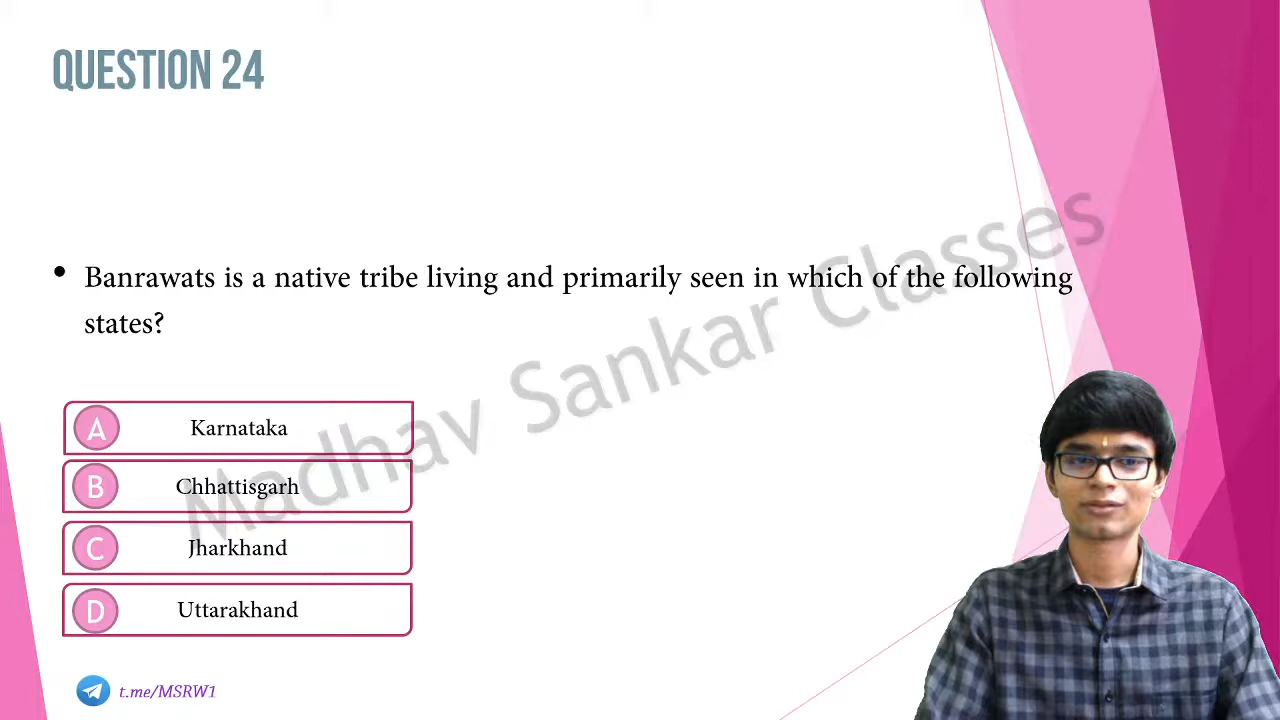 QUESTION 24
• Banrawats is a native tribe living and primarily seen in which of the following
states?
A Karnataka
B Chhattisgarh
C Jharkhand
D Uttarakhand
Madhav Sankar Classes
t.me/MSRW1